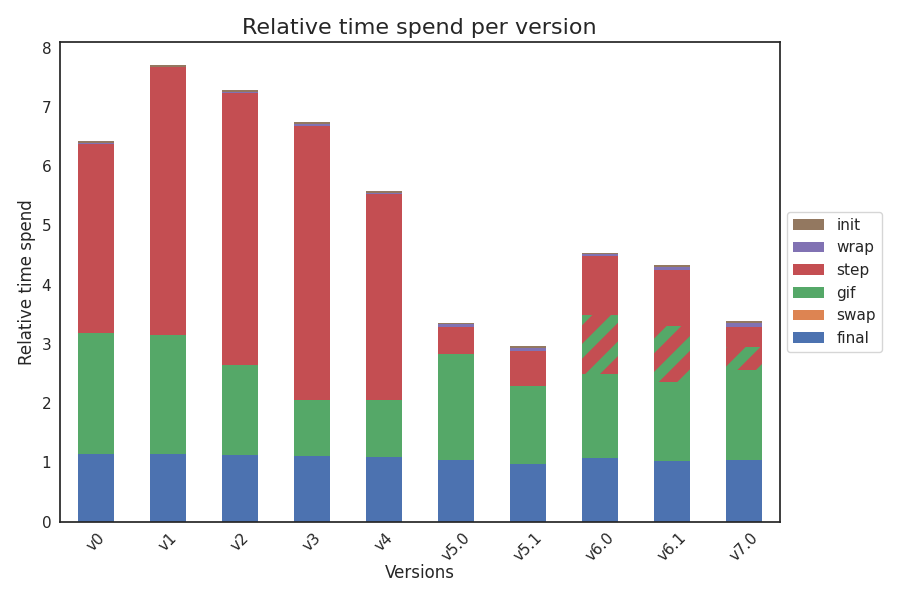 Relative time spend per version
Relative time spend
8
7
6
5
4
3
2
1
0
v0
v1
v2
v3
v4
v5.0
v5.1
v6.0
v6.1
v7.0
Versions
init
wrap
step
gif
swap
final